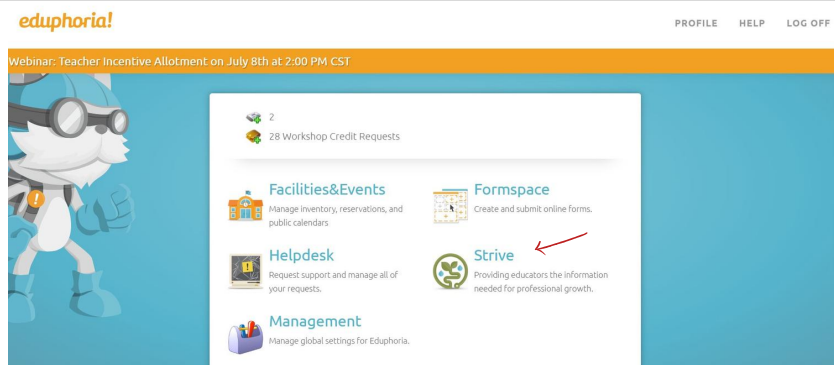 eduphoria!
PROFILE HELP LOG OFF
Webinar: Teacher Incentive Allotment on July 8th at 2:00 PM CST
2
28 Workshop Credit Requests
Facilities&Events
Manage inventory, reservations, and
public calendars
Formspace
Create and submit online forms.
Helpdesk
Request support and manage all of
your requests.
Strive
Providing educators the information
needed for professional growth.
Management
Manage global settings for Eduphoria.